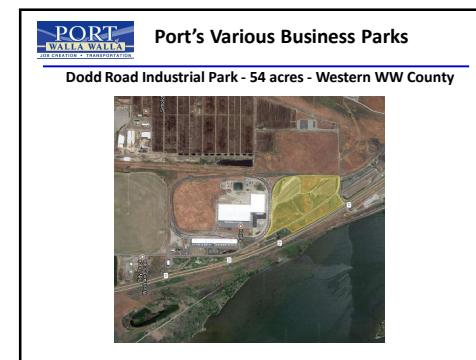 PORT
WALLA WALLA
JOB CREATION • TRANSPORTATION
Port's Various Business Parks
Dodd Road Industrial Park - 54 acres - Western WW County